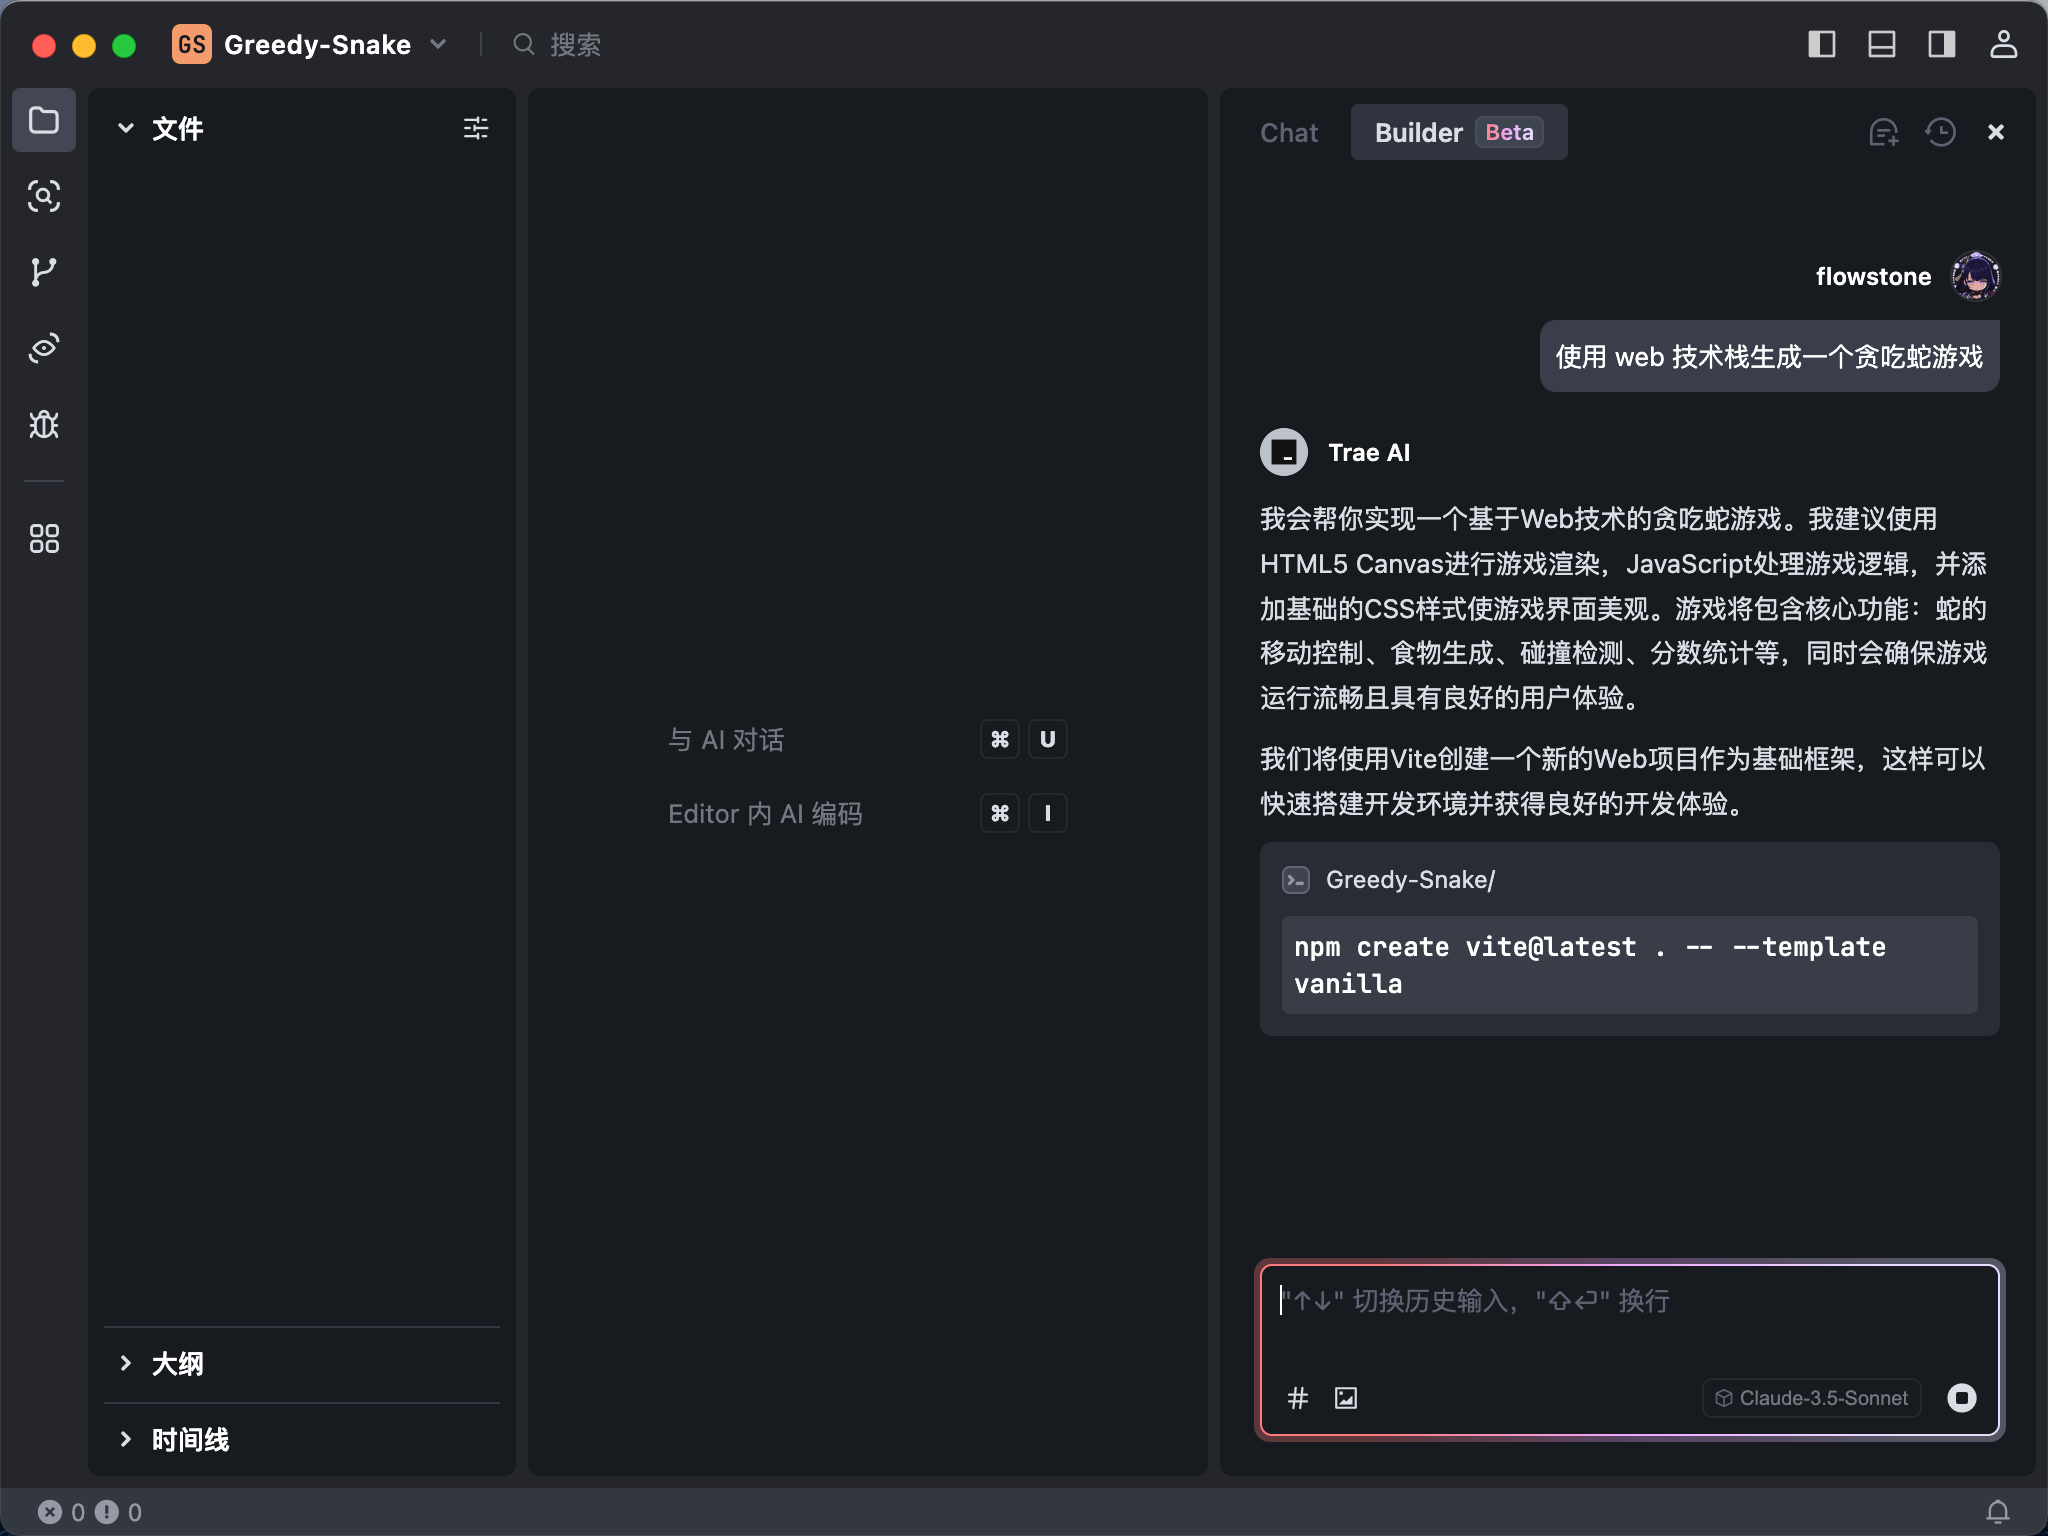 GS Greedy-Snake 搜索
文件
大纲
时间线
与 AI 对话 ⌘ U
Editor 内 AI 编码 ⌘ I
Chat Builder Beta
flowstone
使用 web 技术栈生成一个贪吃蛇游戏
Trae AI
我会帮你实现一个基于Web技术的贪吃蛇游戏。我建议使用
HTML5 Canvas进行游戏渲染，JavaScript处理游戏逻辑，并添
加基础的CSS样式使游戏界面美观。游戏将包含核心功能：蛇的
移动控制、食物生成、碰撞检测、分数统计等，同时会确保游戏
运行流畅且具有良好的用户体验。
我们将使用Vite创建一个新的Web项目作为基础框架，这样可以
快速搭建开发环境并获得良好的开发体验。
Greedy-Snake/
npm create vite@latest . -- --template
vanilla
"↑↓" 切换历史输入，"⇧⏎" 换行
Claude-3.5-Sonnet
0 0